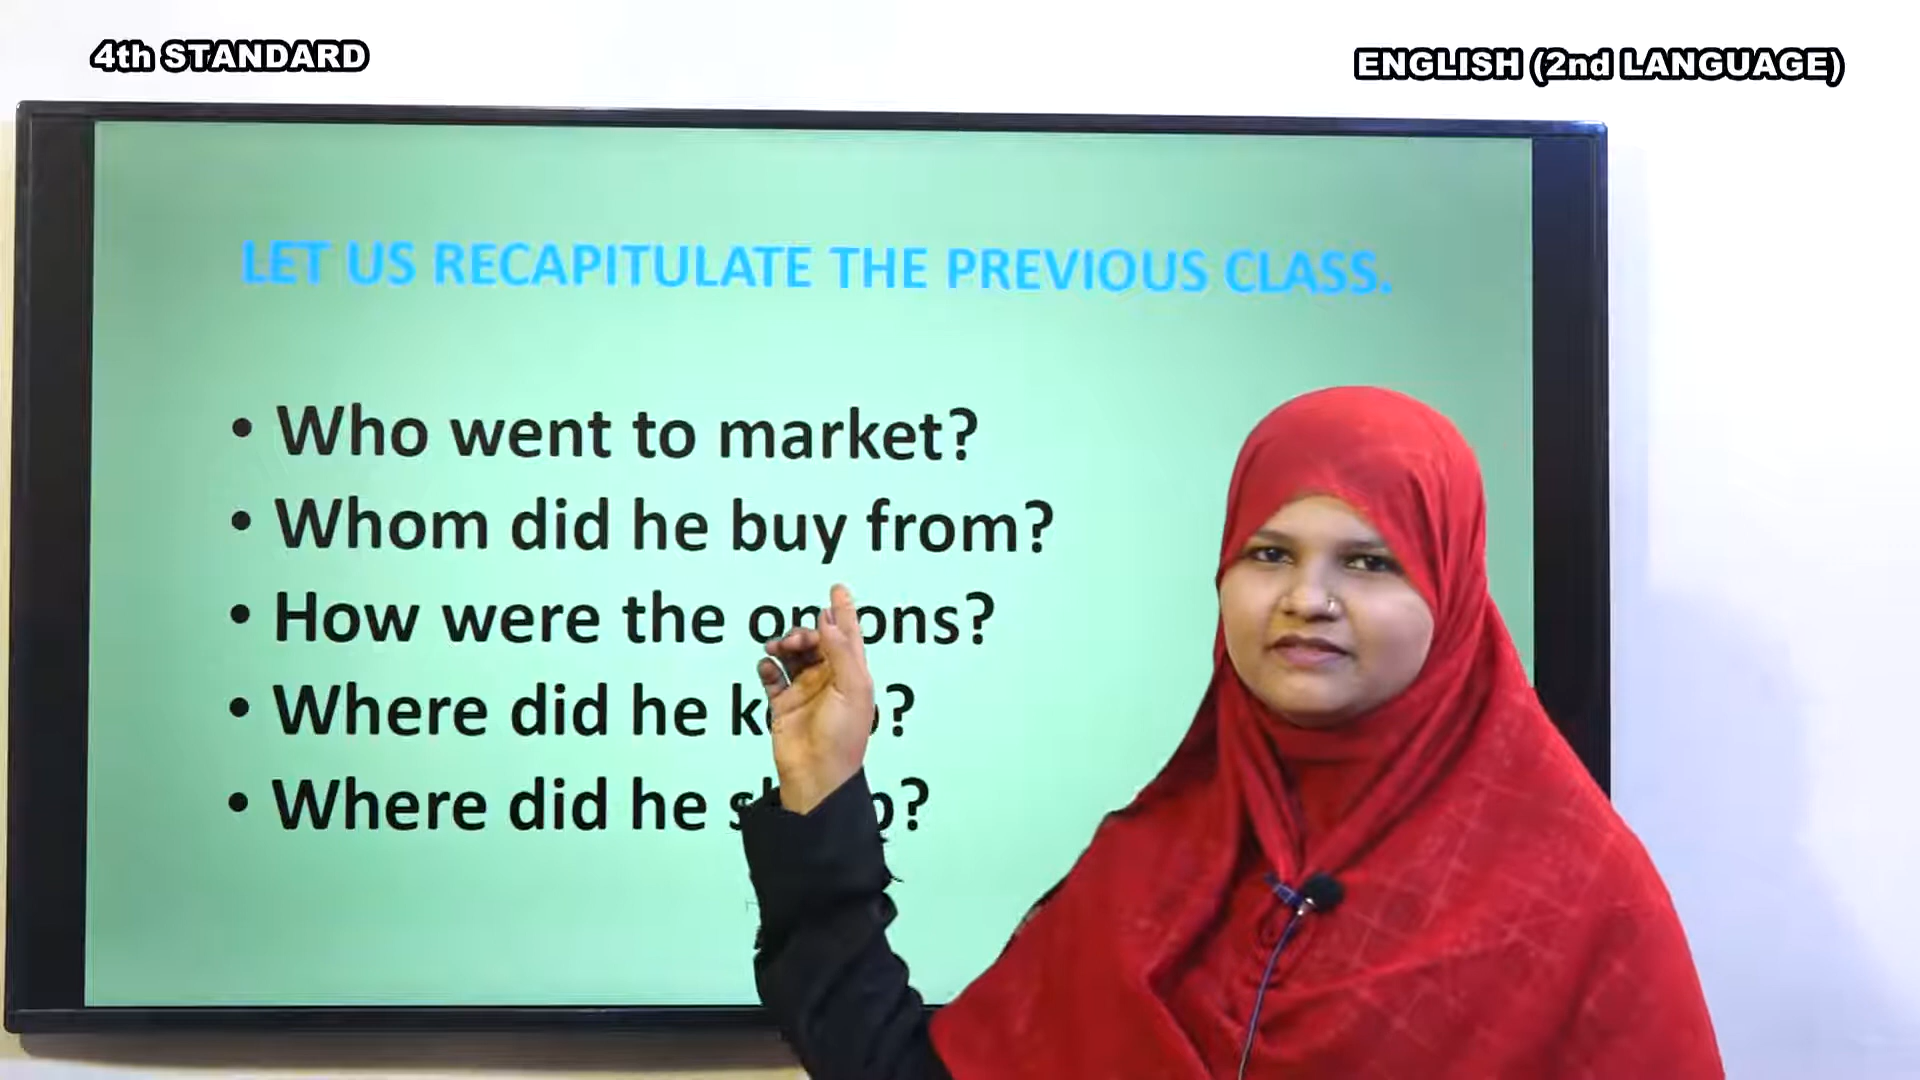 4th STANDARD
ENGLISH (2nd LANGUAGE)
LET US RECAPITULATE THE PREVIOUS CLASS.
• Who went to market?
• Whom did he buy from?
• How were the onions?
• Where did he
• Where did he